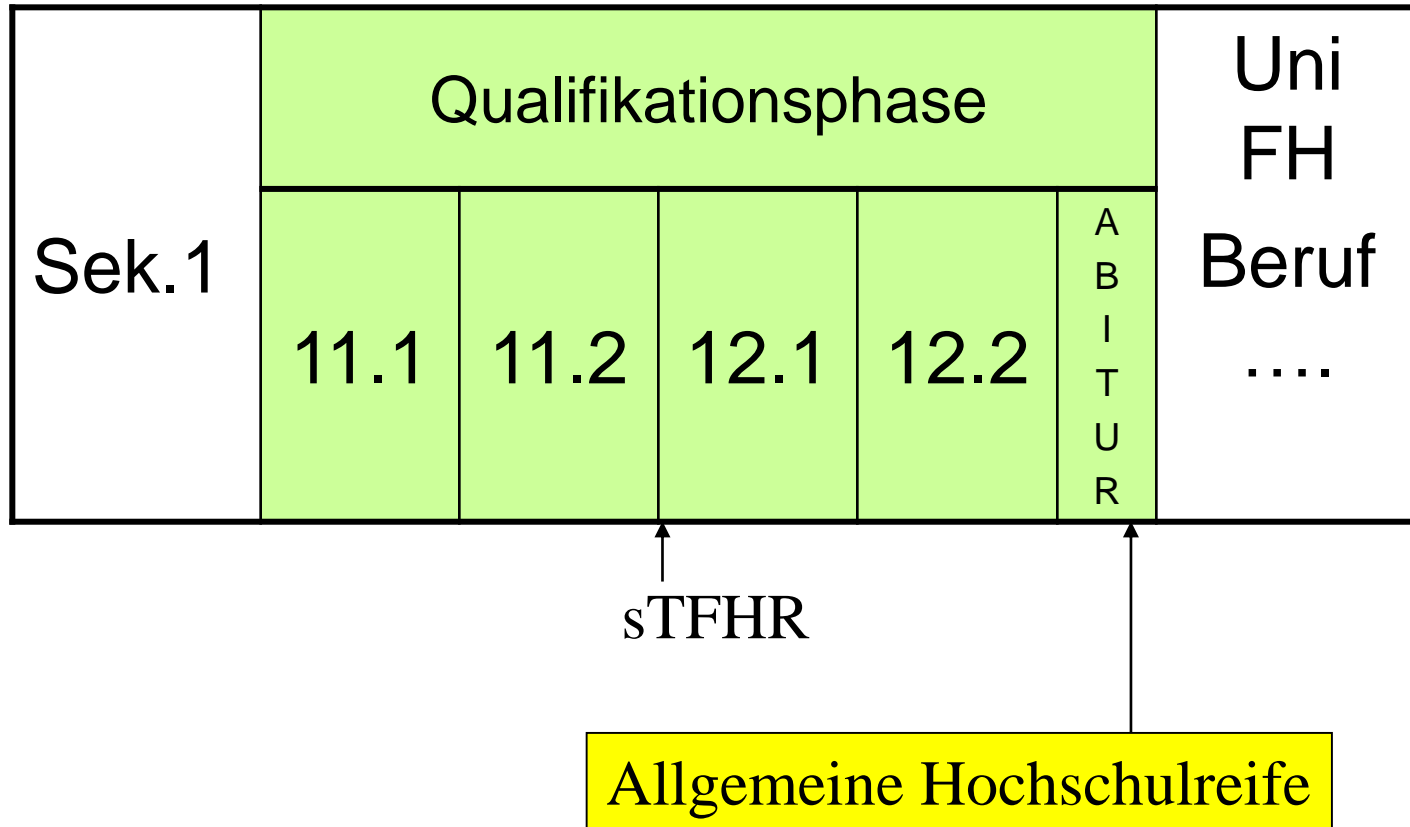 Sek.1
Qualifikationsphase
11.1
11.2
12.1
12.2
A
B
I
T
U
R
Uni
FH
Beruf
….
sTFHR
Allgemeine Hochschulreife